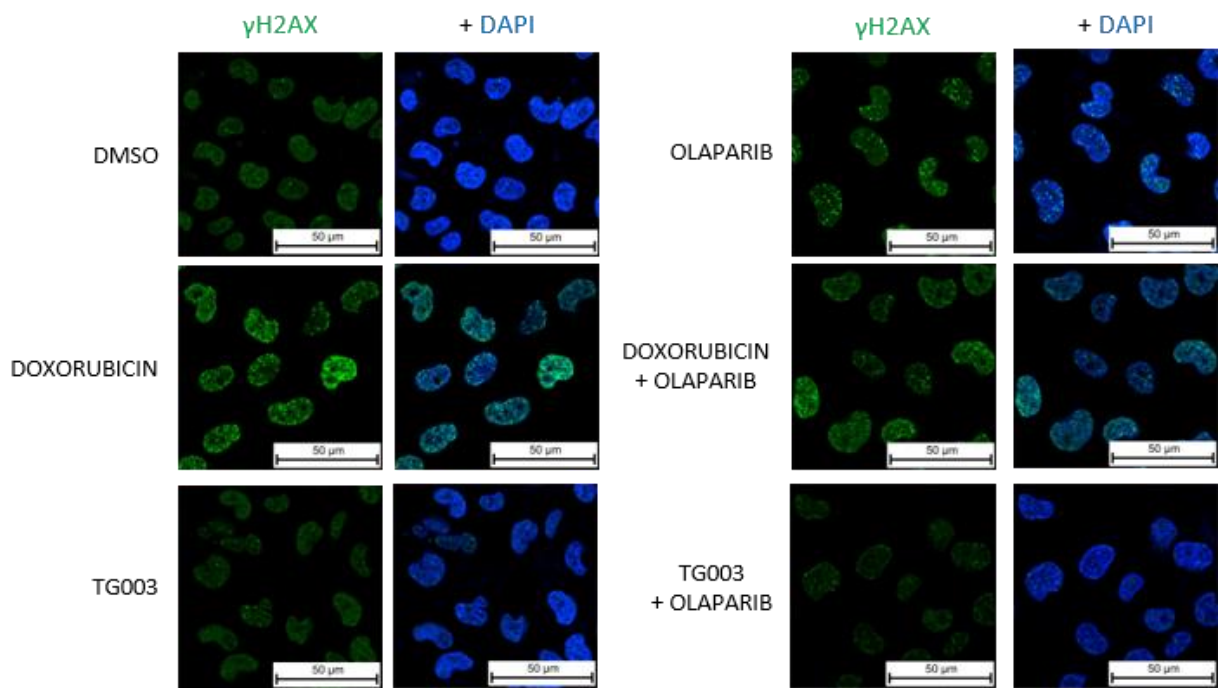 γH2AX
+ DAPI
γH2AX
+ DAPI
DMSO
50 µm
50 µm
OLAPARIB
50 µm
50 µm
DOXORUBICIN
50 µm
50 µm
DOXORUBICIN
+ OLAPARIB
50 µm
50 µm
TG003
50 µm
50 µm
TG003
+ OLAPARIB
50 µm
50 µm